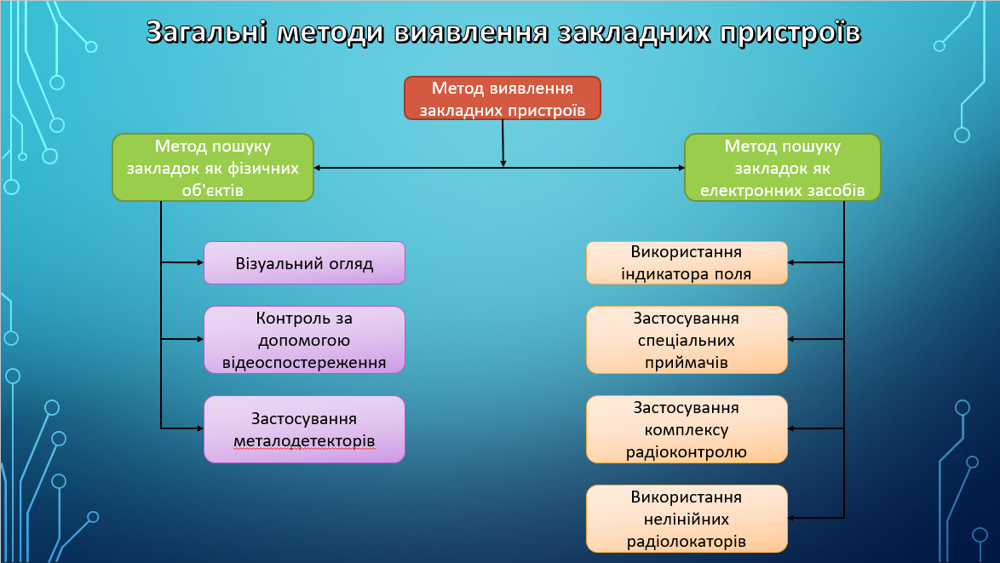 Загальні методи виявлення закладних пристроїв
Метод виявлення
закладних пристроїв
Метод пошуку
закладок як фізичних
об’єктів
Візуальний огляд
Контроль за
допомогою
відеоспостереження
Застосування
металодетекторів
Метод пошуку
закладок як
електронних засобів
Використання
індикатора поля
Застосування
спеціальних
приймачів
Застосування
комплексу
радіоконтролю
Використання
нелінійних
радіолокаторів